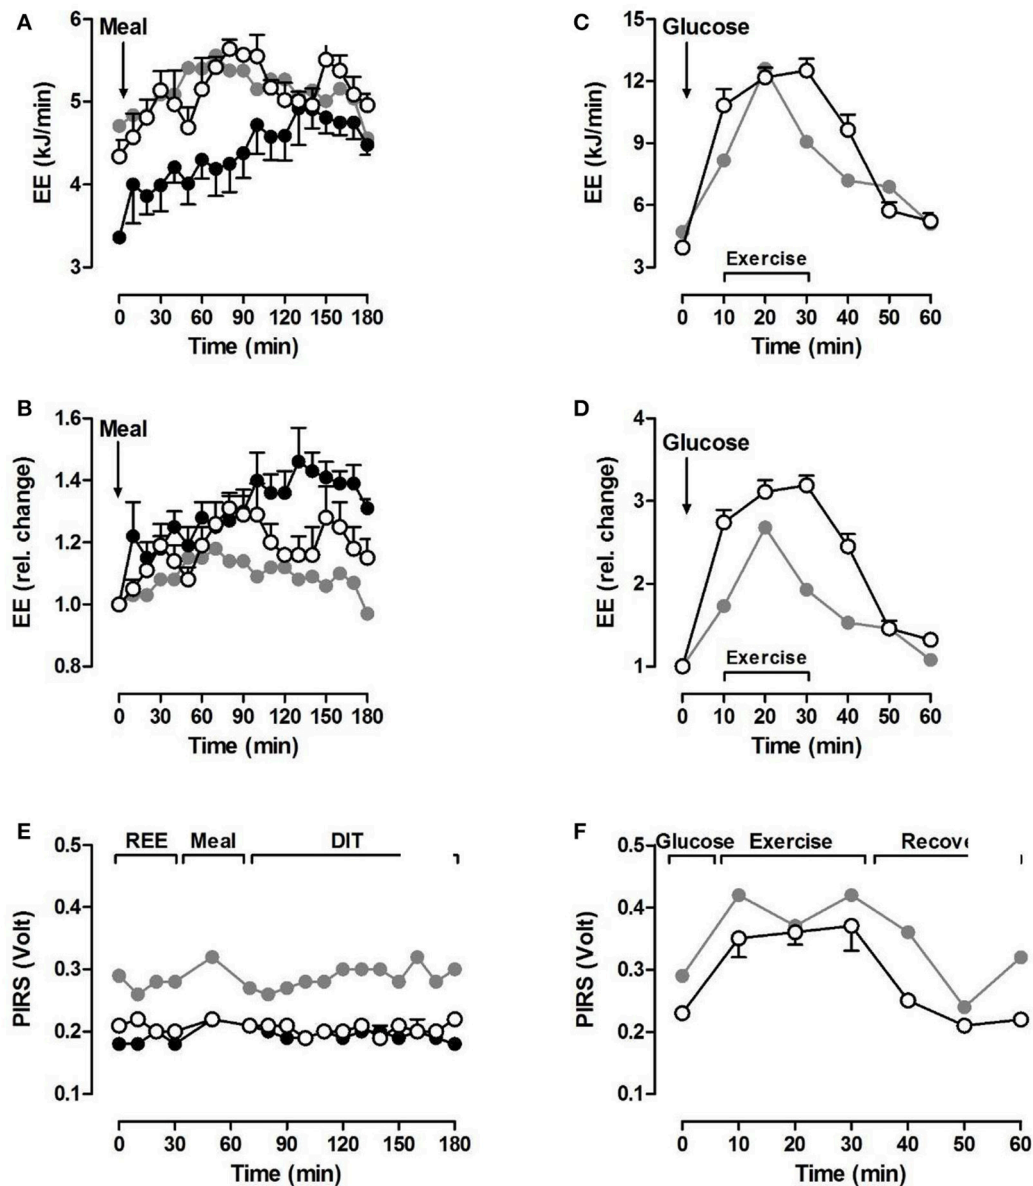 A
Meal
EE (kJ/min)
6
5
4
3
0 30 60 90 120 150 180
Time (min)
C
Glucose
EE (kJ/min)
15
12
9
6
3
Exercise
0 10 20 30 40 50 60
Time (min)
B
Meal
EE (rel. change)
1.6
1.4
1.2
1.0
0.8
0 30 60 90 120 150 180
Time (min)
D
Glucose
EE (rel. change)
4
3
2
1
Exercise
0 10 20 30 40 50 60
Time (min)
E
REE Meal DIT
PIRS (Volt)
0.5
0.4
0.3
0.2
0.1
0 30 60 90 120 150 180
Time (min)
F
Glucose Exercise Recove
PIRS (Volt)
0.5
0.4
0.3
0.2
0.1
0 10 20 30 40 50 60
Time (min)